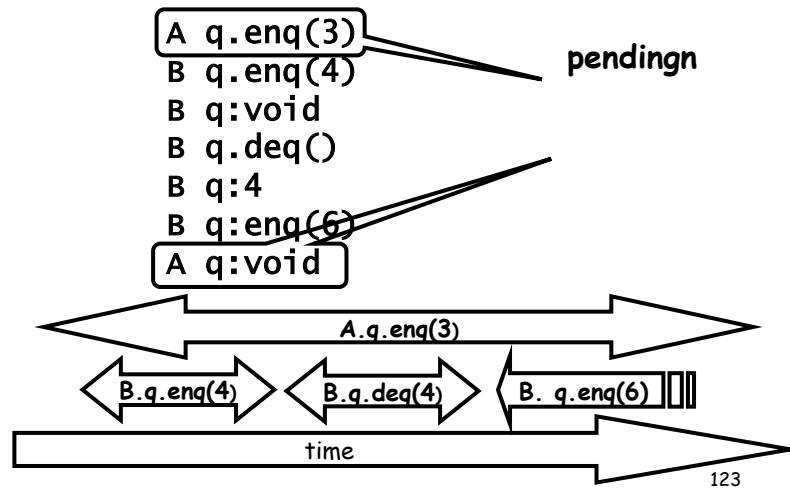 A q.enq(3)
pendingn
B q.enq(4)
B q:void
B q.deq()
B q:4
B q:enq(6)
A q:void
A.q.enq(3)
B.q.enq(4)
B.q.deq(4)
B. q.enq(6)
time
123